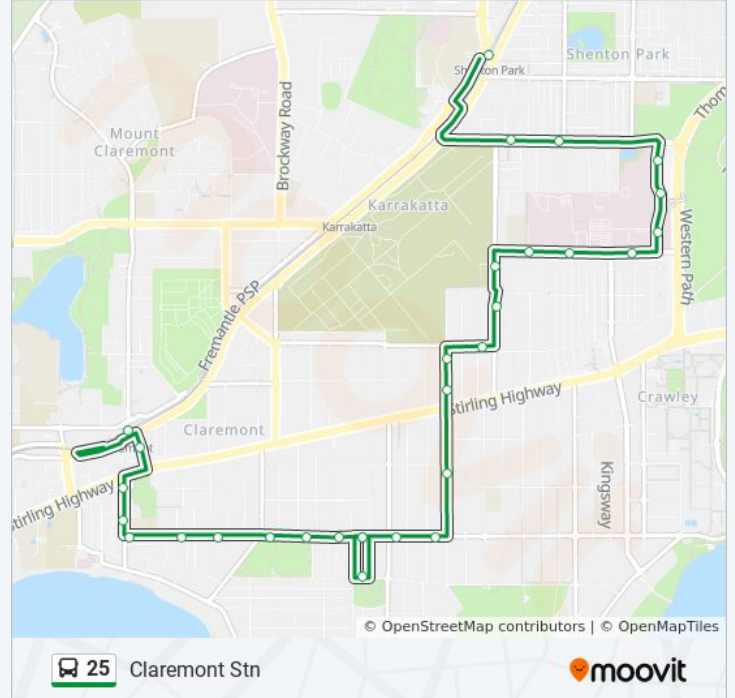 Shenton Park
Shenton Park
Thom
Brockway Road
Mount
Claremont
Karrakatta
Karrakatta
Western Path
Fremantle PSP
Stirling Highway
Crawley
Claremont
Stirling Highway
Kingsway
© OpenStreetMap contributors | © OpenMapTiles
25 Claremont Stn
moovit